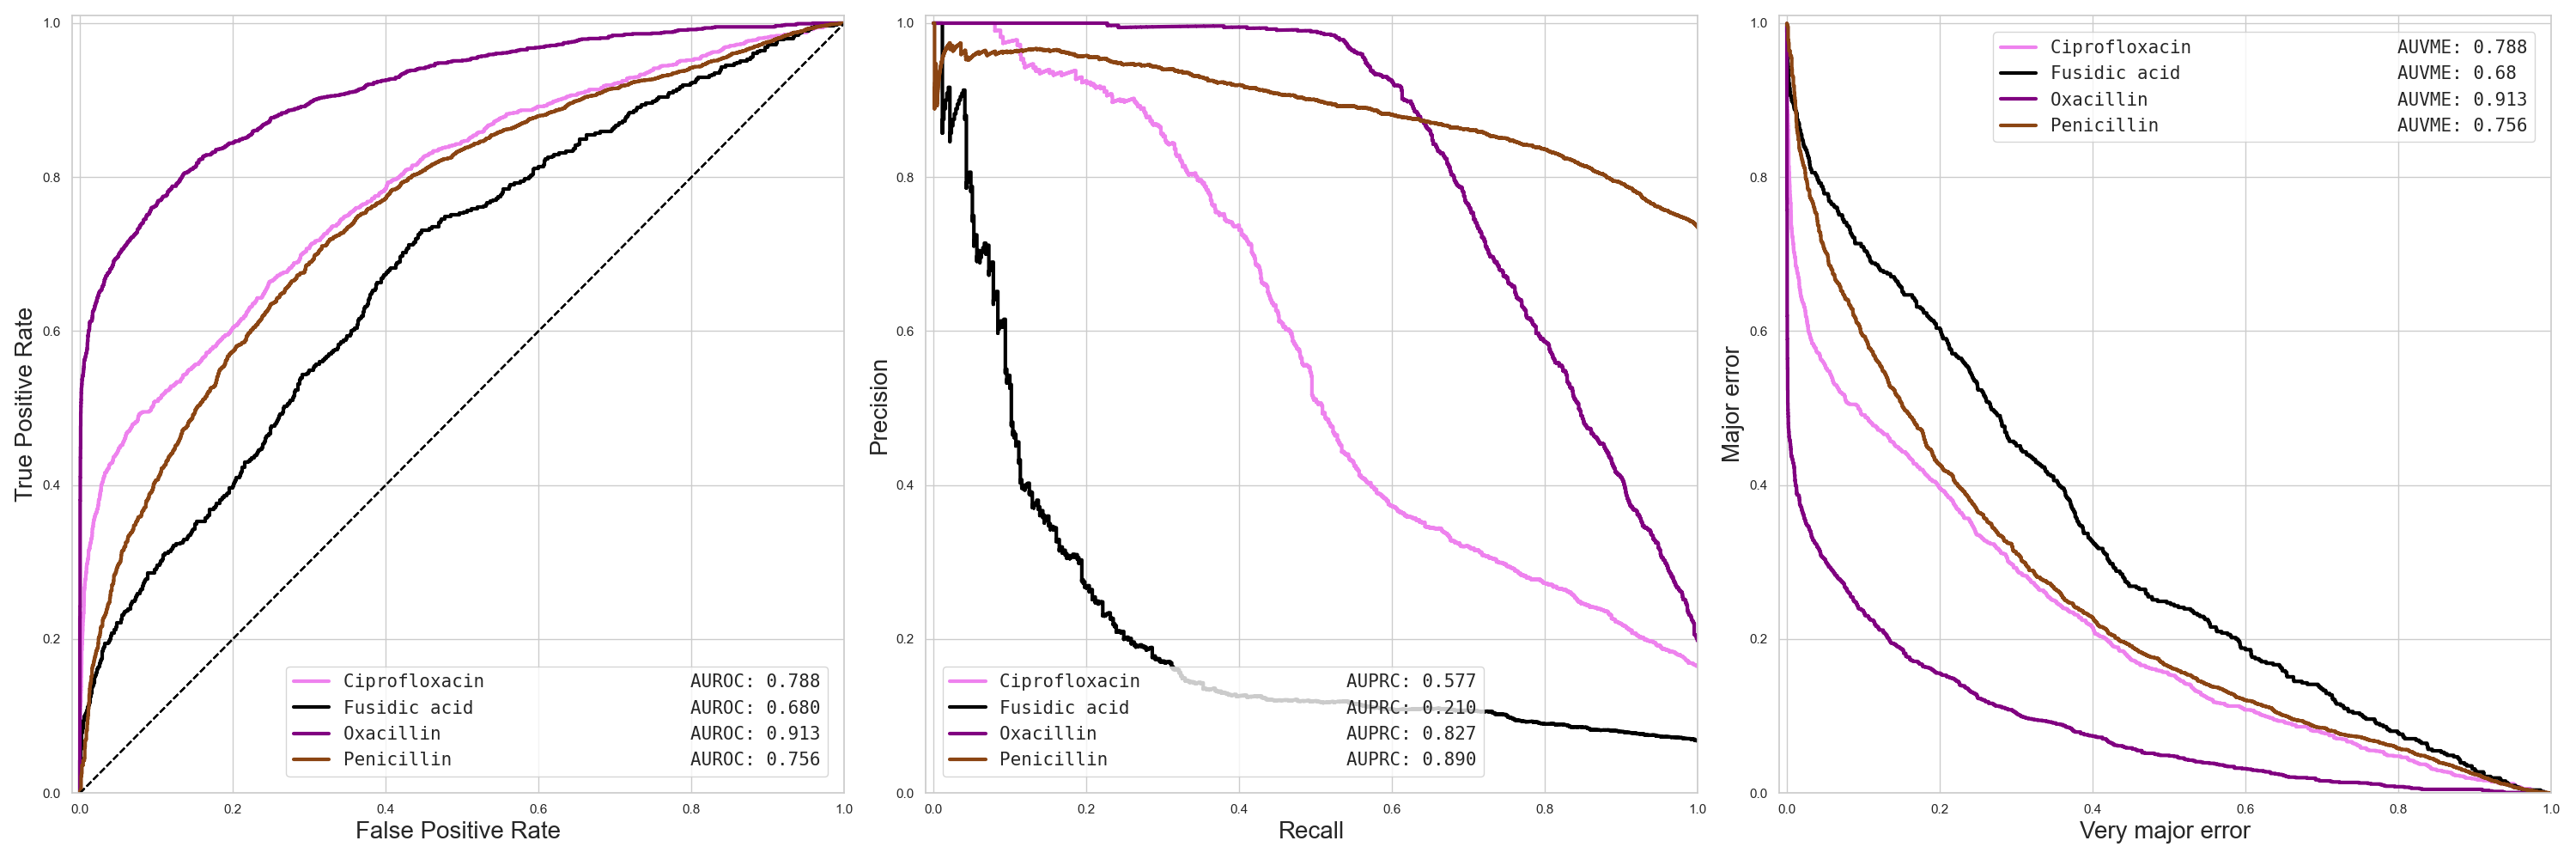 True Positive Rate
1.0
0.8
0.6
0.4
0.2
0.0
Ciprofloxacin AUROC: 0.788
Fusidic acid AUROC: 0.680
Oxacillin AUROC: 0.913
Penicillin AUROC: 0.756
0.0 0.2 0.4 0.6 0.8 1.0
False Positive Rate
Precision
1.0
0.8
0.6
0.4
0.2
0.0
Ciprofloxacin AUPRC: 0.577
Fusidic acid AUPRC: 0.210
Oxacillin AUPRC: 0.827
Penicillin AUPRC: 0.890
0.0 0.2 0.4 0.6 0.8 1.0
Recall
Major error
1.0
0.8
0.6
0.4
0.2
0.0
Ciprofloxacin AUVME: 0.788
Fusidic acid AUVME: 0.68
Oxacillin AUVME: 0.913
Penicillin AUVME: 0.756
0.0 0.2 0.4 0.6 0.8 1.0
Very major error